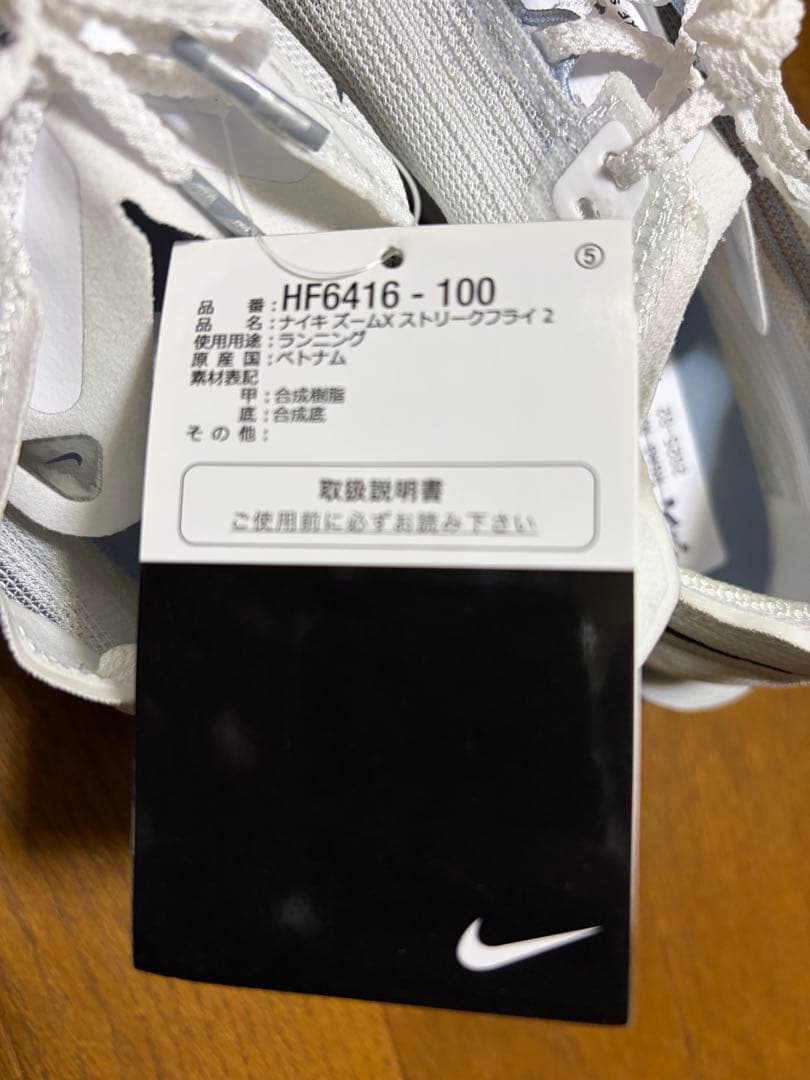 ⑤
品 番:HF6416 - 100
品 名:ナイキ ズームX ストリークフライ 2
使用用途:ランニング
原 産 国:ベトナム
素材表記
甲:合成樹脂
底:合成底
そ の 他:
取扱説明書
ご使用前に必ずお読み下さい